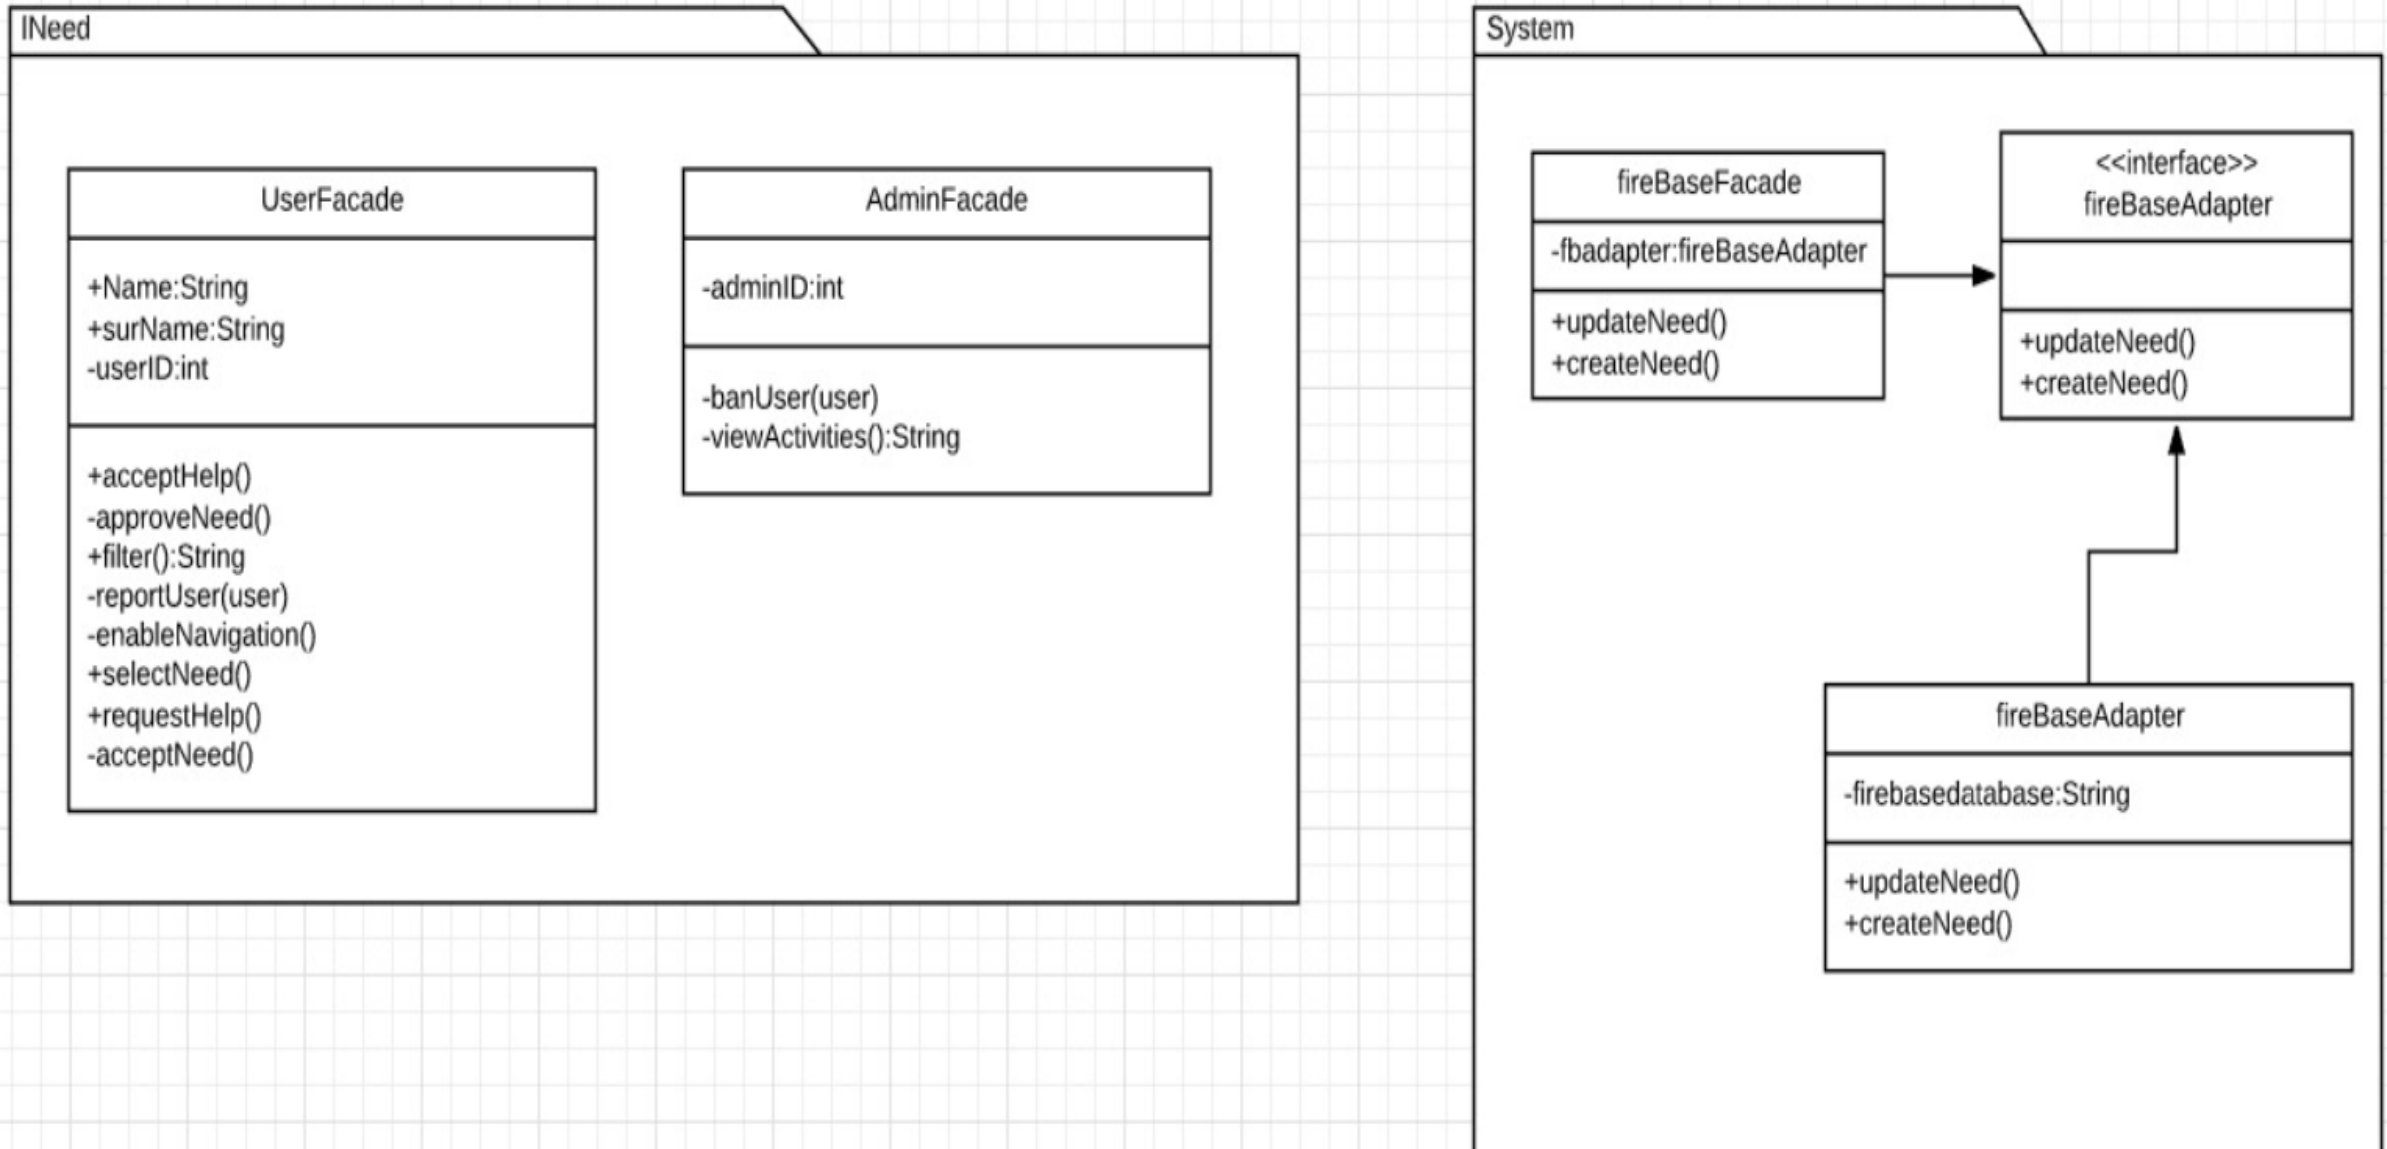 INeed
UserFacade
+Name:String
+surName:String
-userID:int
+acceptHelp()
-approveNeed()
+filter():String
-reportUser(user)
-enableNavigation()
+selectNeed()
+requestHelp()
-acceptNeed()
AdminFacade
-adminID:int
-banUser(user)
-viewActivities():String
System
fireBaseFacade
-fbadapter:fireBaseAdapter
+updateNeed()
+createNeed()
<<interface>>
fireBaseAdapter
+updateNeed()
+createNeed()
fireBaseAdapter
-firebasedatabase:String
+updateNeed()
+createNeed()